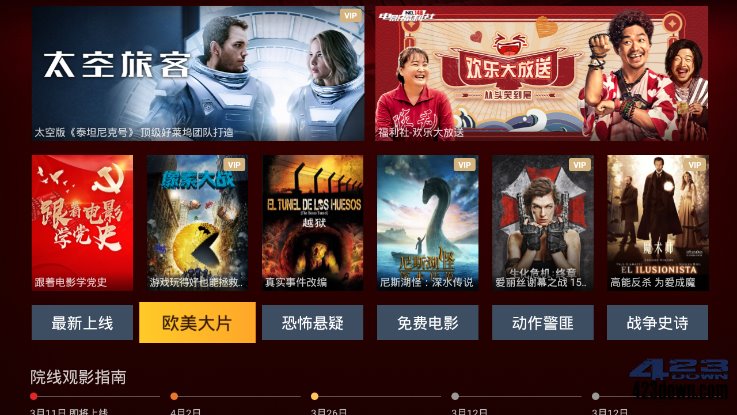 VIP
太空旅客
太空版《泰坦尼克号》 顶级好莱坞团队打造
电影福利社
欢乐大放送
从头笑到尾
福利社·欢乐大放送
跟着电影学党史
跟着电影学党史
VIP
像素大战
游戏玩得好也能拯救..
EL TUNEL DE LOS HUESOS
越狱
真实事件改编
VIP
尼斯湖怪
尼斯湖怪：深水传说
VIP
生化危机:终章
爱丽丝谢幕之战 15..
VIP
魔术师
EL ILUSIONISTA
高能反杀 为爱成魔
最新上线
欧美大片
恐怖悬疑
免费电影
动作警匪
战争史诗
院线观影指南
3月11日 即将上线
4月2日
3月26日
3月12日
3月12日
423
DOWN
423down.com